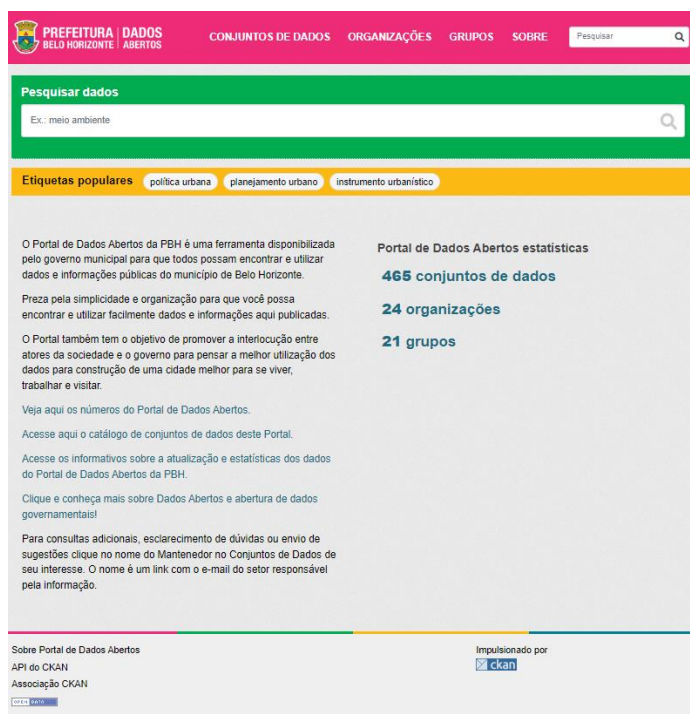 PREFEITURA | DADOS
BELO HORIZONTE | ABERTOS
CONJUNTOS DE DADOS ORGANIZAÇÕES GRUPOS SOBRE Pesquisar
Pesquisar dados
Ex.: meio ambiente
Etiquetas populares política urbana planejamento urbano instrumento urbanístico
O Portal de Dados Abertos da PBH é uma ferramenta disponibilizada
pelo governo municipal para que todos possam encontrar e utilizar
dados e informações públicas do município de Belo Horizonte.
Preza pela simplicidade e organização para que você possa
encontrar e utilizar facilmente dados e informações aqui publicadas.
O Portal também tem o objetivo de promover a interlocução entre
atores da sociedade e o governo para pensar a melhor utilização dos
dados para construção de uma cidade melhor para se viver,
trabalhar e visitar.
Veja aqui os números do Portal de Dados Abertos.
Acesse aqui o catálogo de conjuntos de dados deste Portal.
Acesse os informativos sobre a atualização e estatísticas dos dados
do Portal de Dados Abertos da PBH.
Clique e conheça mais sobre Dados Abertos e abertura de dados
governamentais!
Para consultas adicionais, esclarecimento de dúvidas ou envio de
sugestões clique no nome do Mantenedor no Conjuntos de Dados de
seu interesse. O nome é um link com o e-mail do setor responsável
pela informação.
Portal de Dados Abertos estatísticas
465 conjuntos de dados
24 organizações
21 grupos
Sobre Portal de Dados Abertos
API do CKAN
Associação CKAN
OPEN DATA
Impulsionado por
ckan